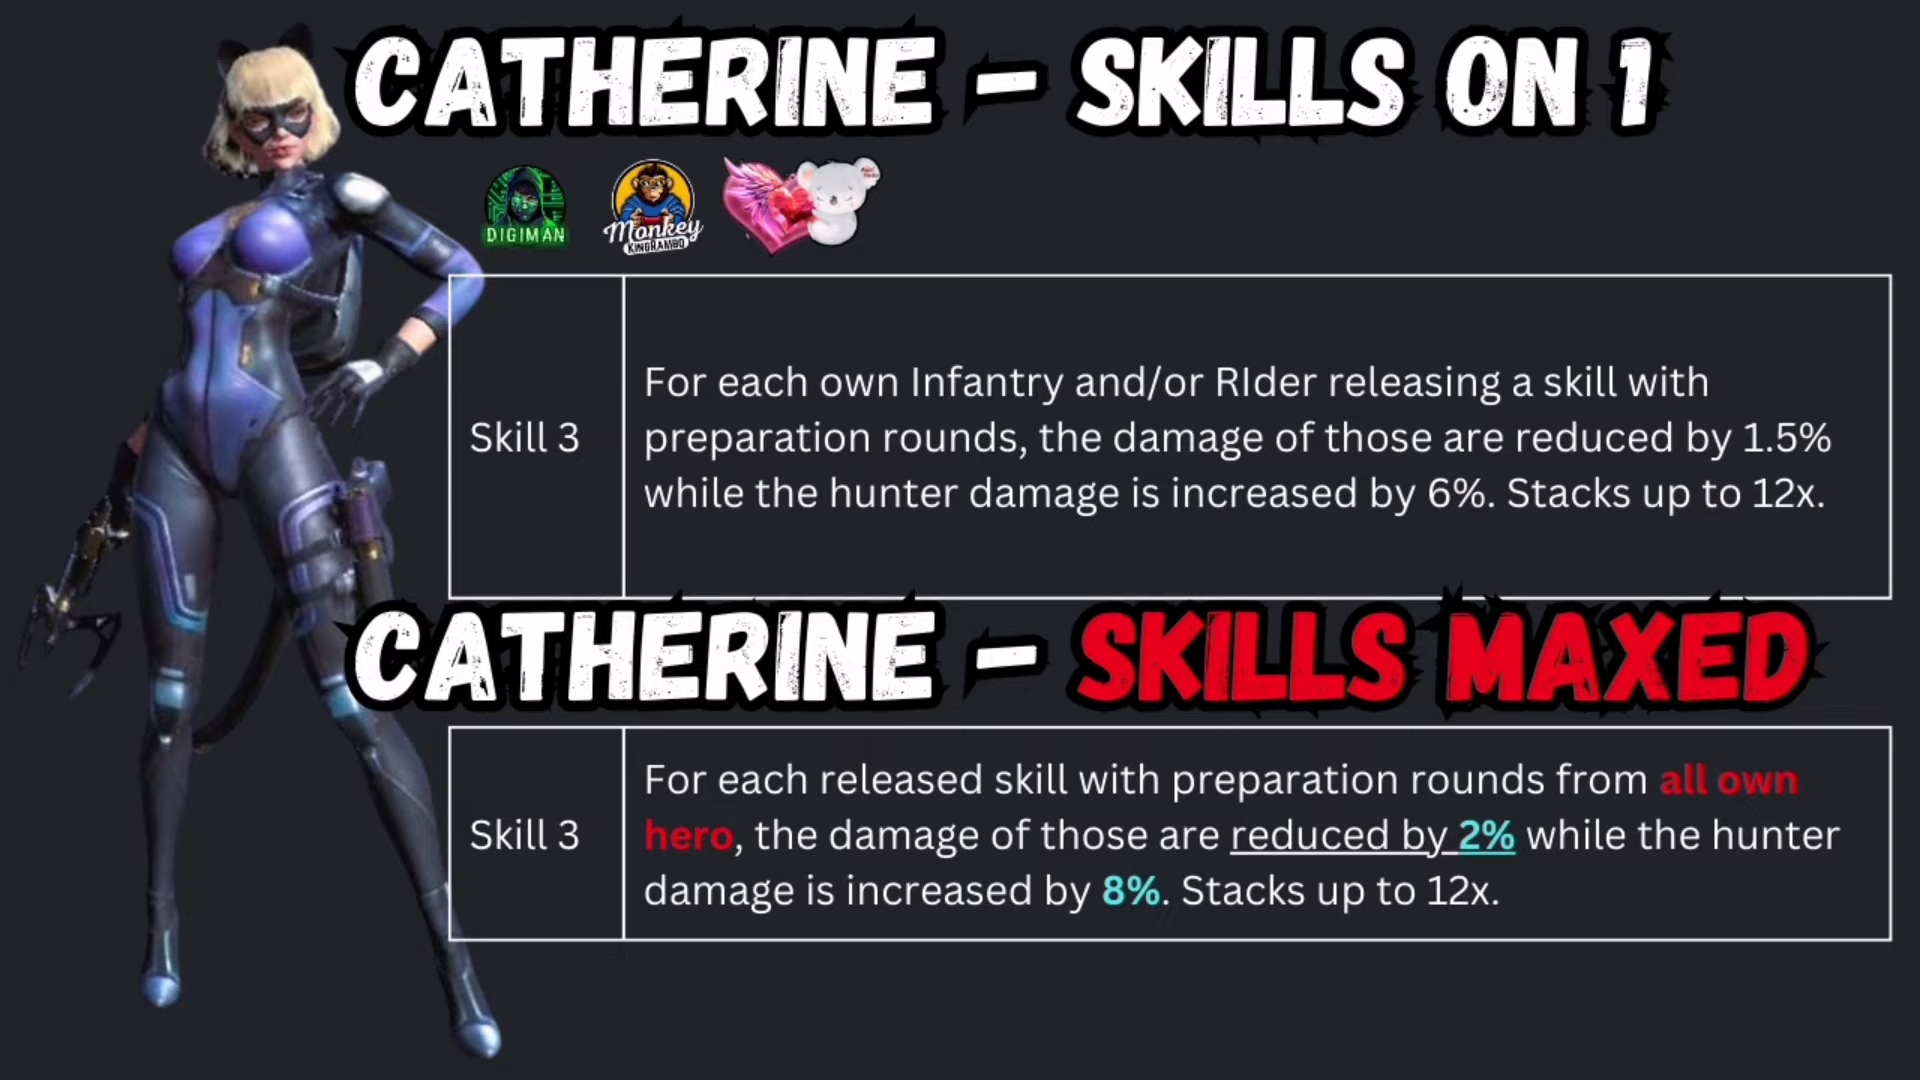 CATHERINE - SKILLS ON 1
DIGIMAN
Monkey
KINGRAMBO
Skill 3
For each own Infantry and/or RIder releasing a skill with
preparation rounds, the damage of those are reduced by 1.5%
while the hunter damage is increased by 6%. Stacks up to 12x.
CATHERINE - SKILLS MAXED
Skill 3
For each released skill with preparation rounds from all own
hero, the damage of those are reduced by 2% while the hunter
damage is increased by 8%. Stacks up to 12x.